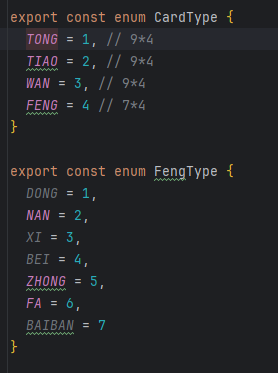 export const enum CardType {
  TONG = 1, // 9*4
  TIAO = 2, // 9*4
  WAN = 3, // 9*4
  FENG = 4 // 7*4
}

export const enum FengType {
  DONG = 1,
  NAN = 2,
  XI = 3,
  BEI = 4,
  ZHONG = 5,
  FA = 6,
  BAIBAN = 7
}